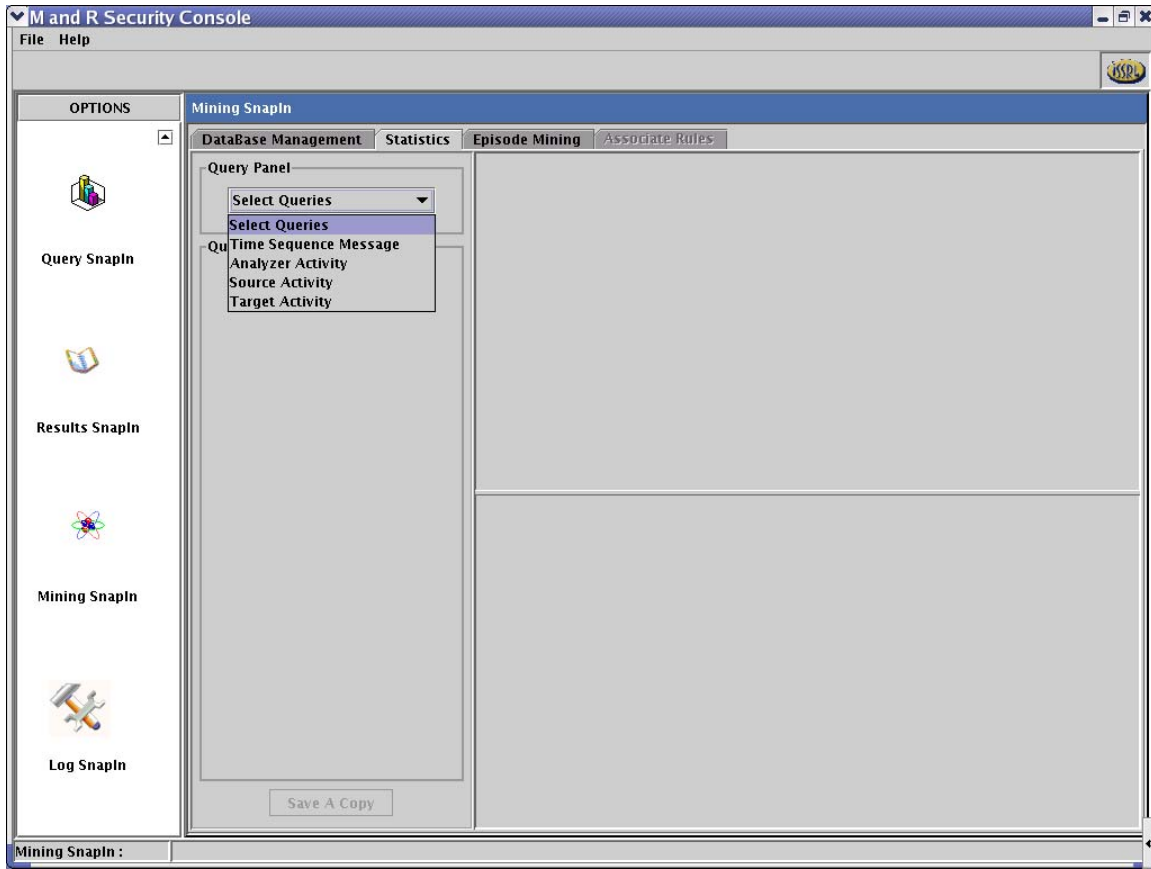 M and R Security Console
File Help
ISSRL
OPTIONS
Mining SnapIn
DataBase Management Statistics Episode Mining Associate Rules
Query Panel
Select Queries
Select Queries
Qu
Time Sequence Message
Analyzer Activity
Source Activity
Target Activity
Query SnapIn
Results SnapIn
Mining SnapIn
Log SnapIn
Save A Copy
Mining SnapIn :